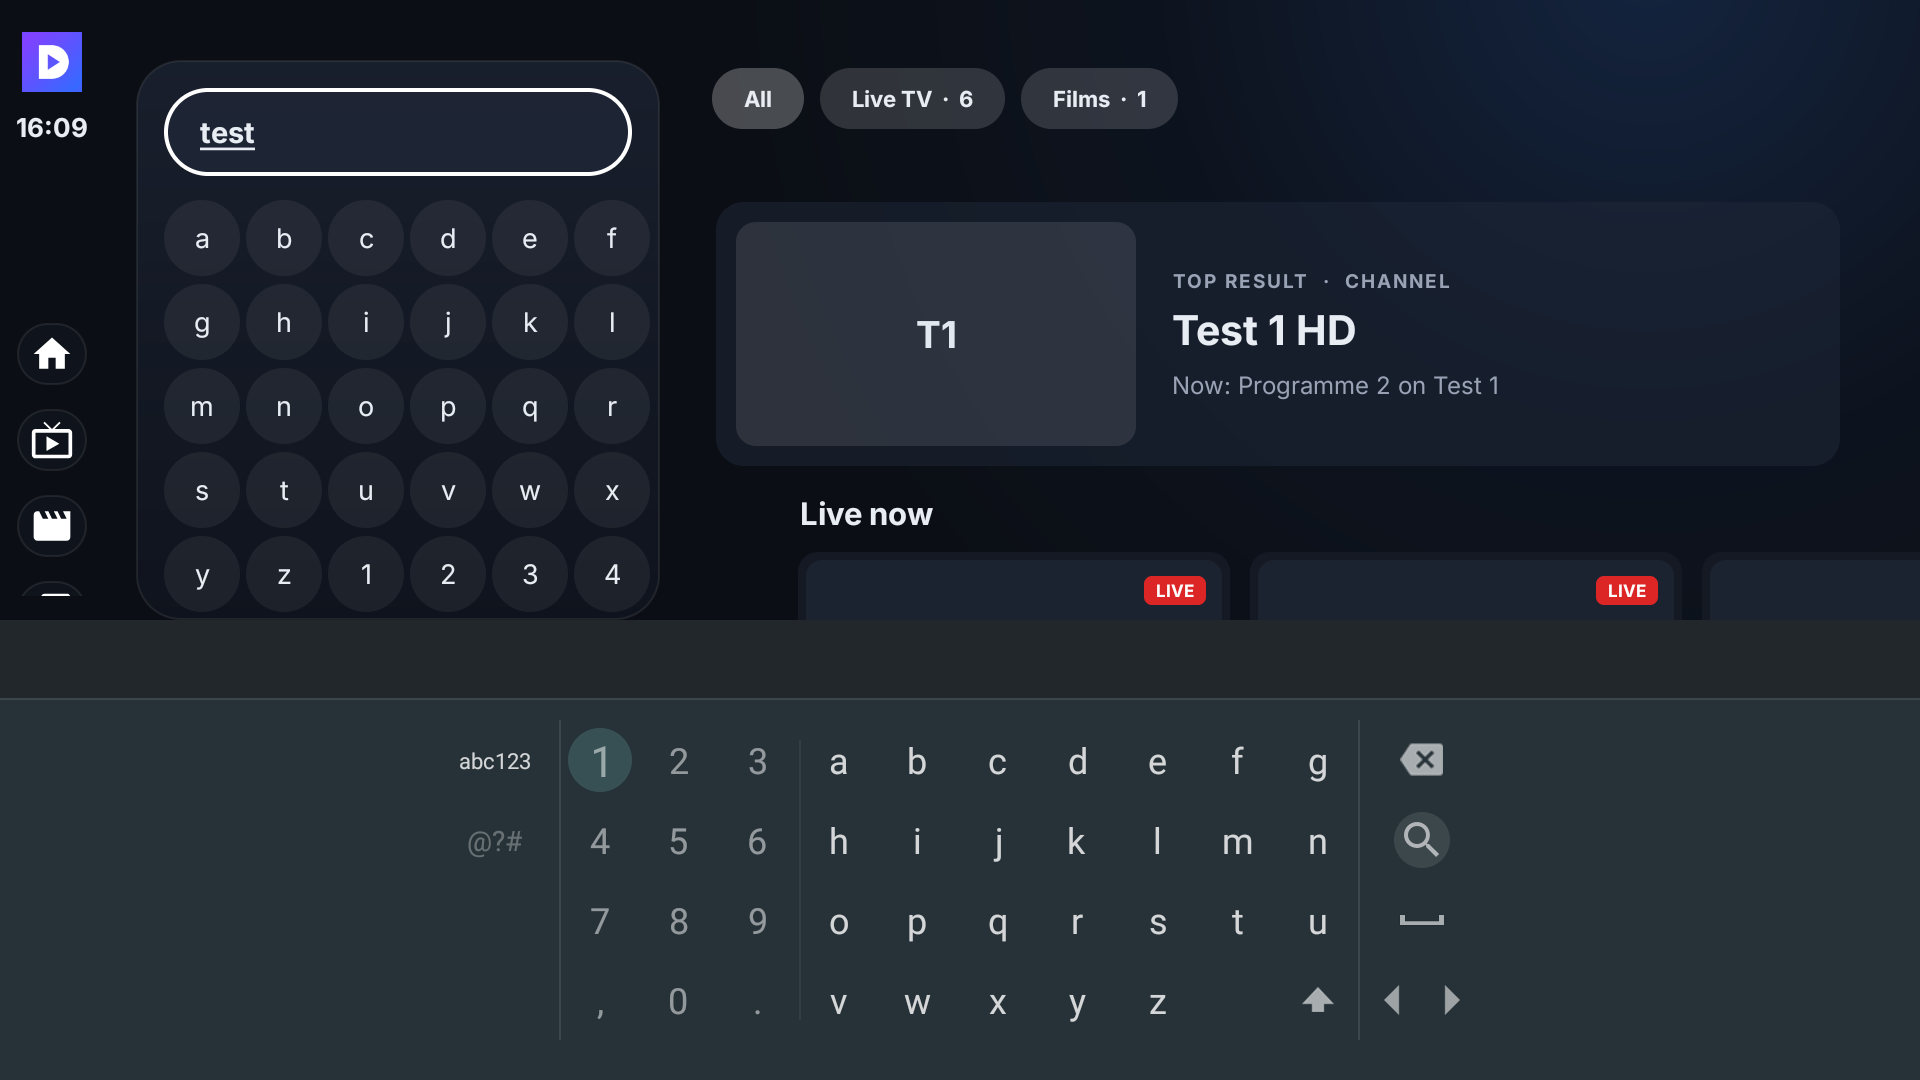 16:09
test
a b c d e f
g h i j k l
m n o p q r
s t u v w x
y z 1 2 3 4
All
Live TV · 6
Films · 1
T1
TOP RESULT · CHANNEL
Test 1 HD
Now: Programme 2 on Test 1
Live now
LIVE
LIVE
abc123 1 2 3 a b c d e f g
@?# 4 5 6 h i j k l m n
7 8 9 o p q r s t u
, 0 . v w x y z